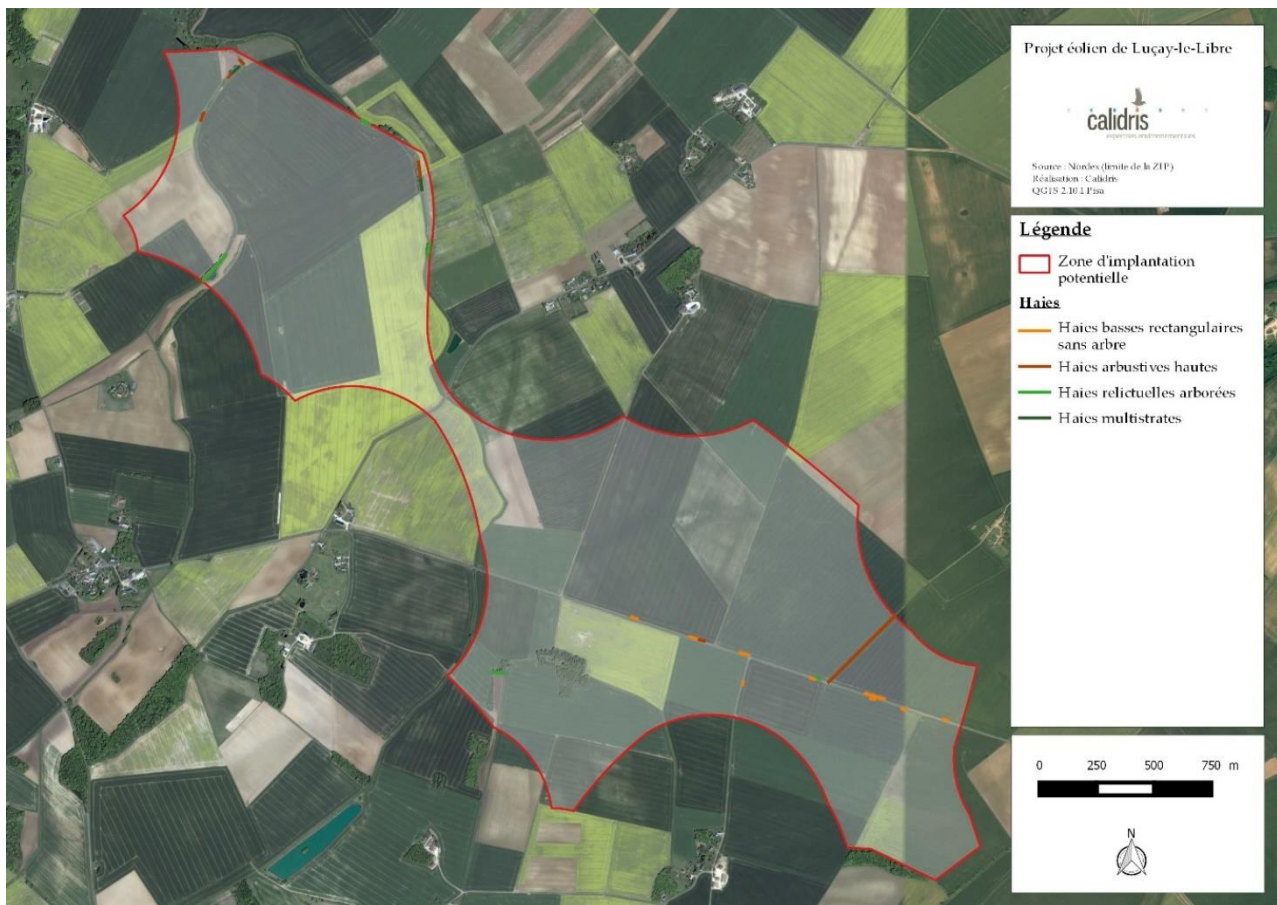 Projet éolien de Luçay-le-Libre
calidris
expertises environnementales
Source : Nordex (limite de la ZIP)
Réalisation : Calidris
QGIS 2.10.1 Pisa
Légende
Zone d'implantation
potentielle
Haies
Haies basses rectangulaires
sans arbre
Haies arbustives hautes
Haies relictuelles arborées
Haies multistrates
0 250 500 750 m
N